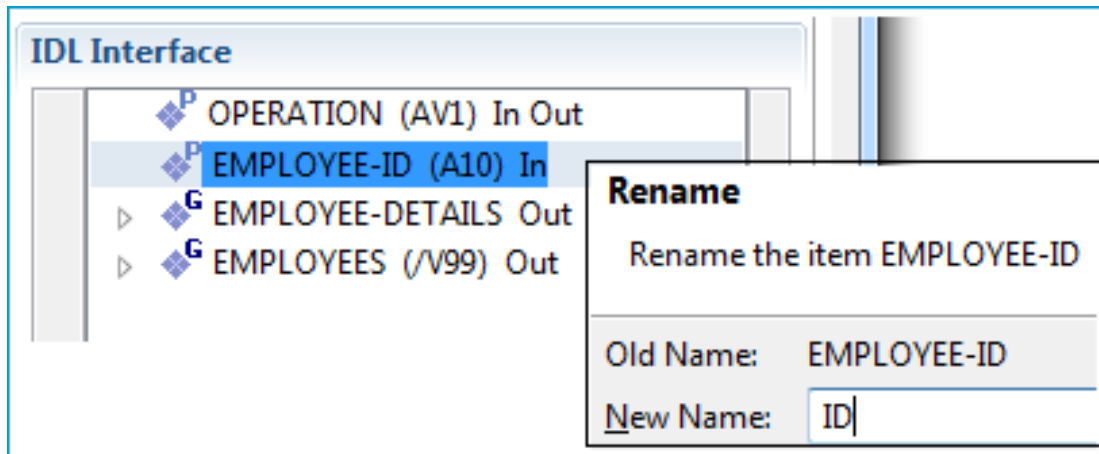 IDL Interface
P OPERATION (AV1) In Out
P EMPLOYEE-ID (A10) In
G EMPLOYEE-DETAILS Out
G EMPLOYEES (/V99) Out
Rename
Rename the item EMPLOYEE-ID
Old Name: EMPLOYEE-ID
New Name: ID